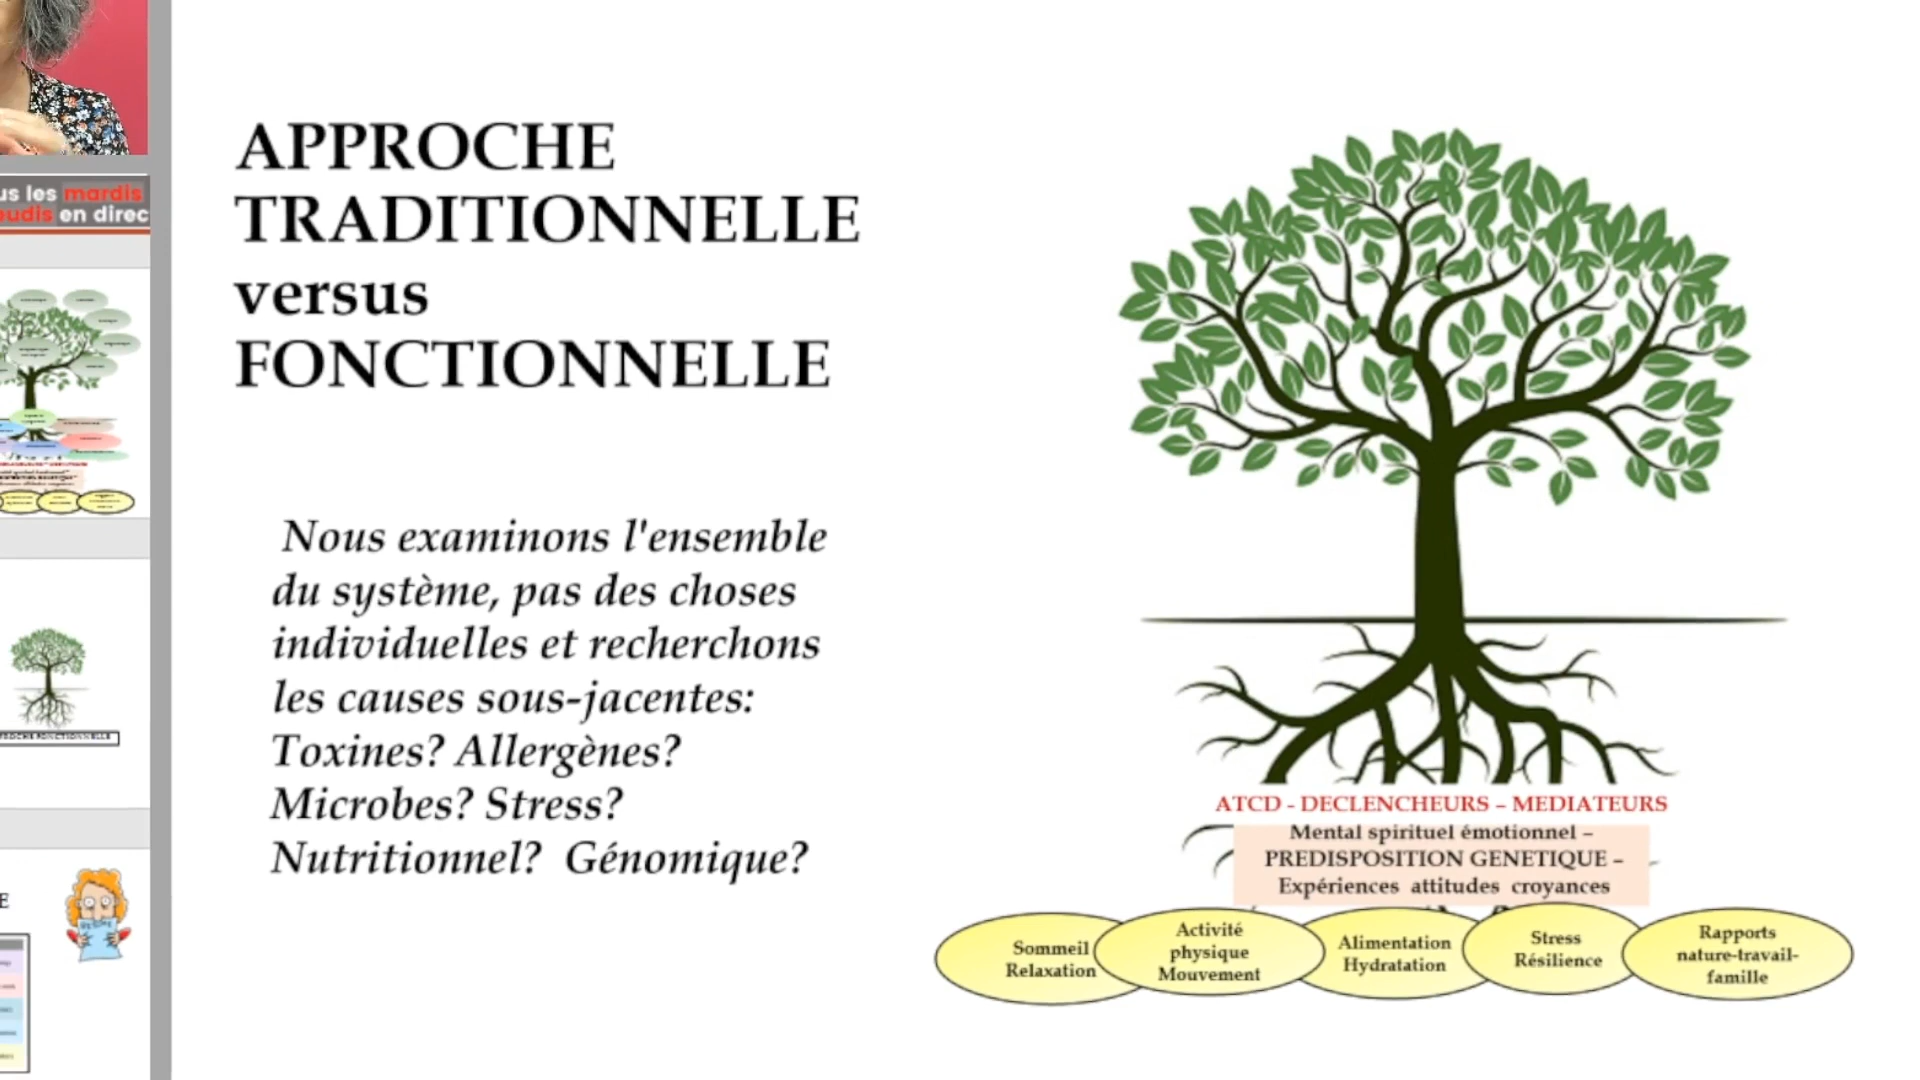 us les mardis
eudis en direc
APPROCHE
TRADITIONNELLE
versus
FONCTIONNELLE
Nous examinons l'ensemble
du système, pas des choses
individuelles et recherchons
les causes sous-jacentes:
Toxines? Allergènes?
Microbes? Stress?
Nutritionnel? Génomique?
ATCD - DECLENCHEURS – MEDIATEURS
Mental spirituel émotionnel –
PREDISPOSITION GENETIQUE –
Expériences attitudes croyances
Sommeil
Relaxation
Activité
physique
Mouvement
Alimentation
Hydratation
Stress
Résilience
Rapports
nature-travail-
famille
E